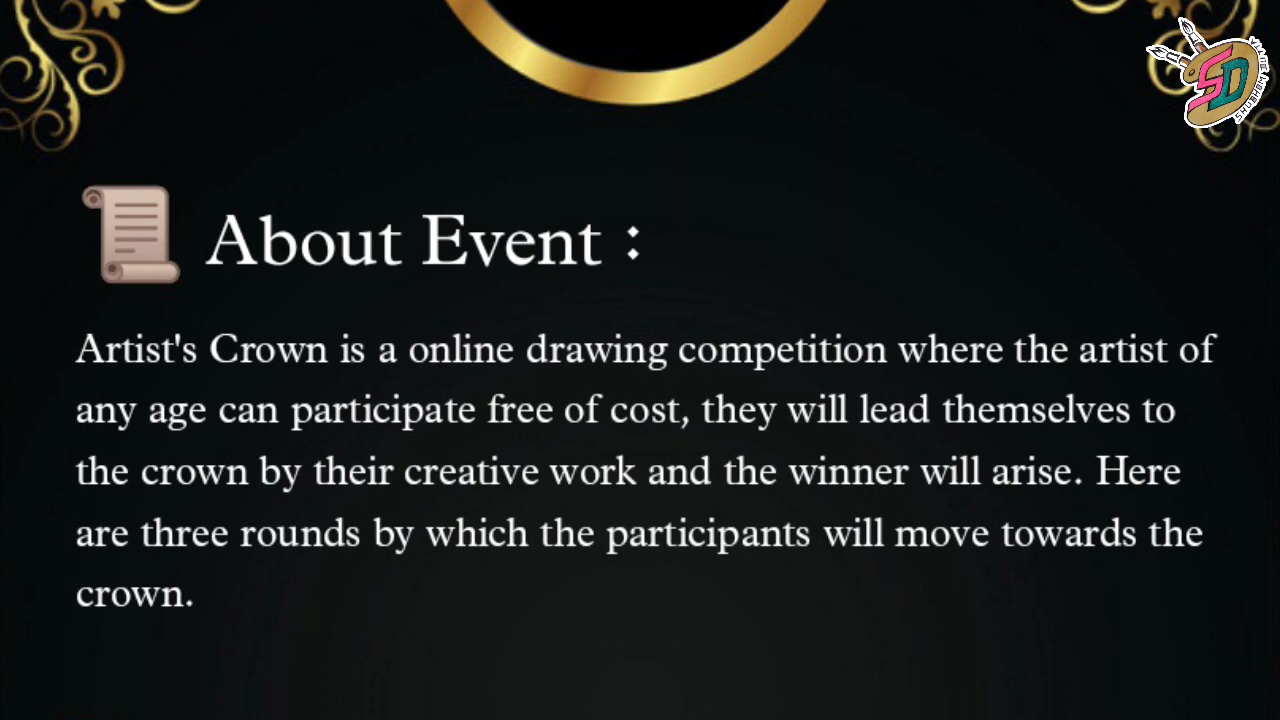 SD
About Event :
Artist's Crown is a online drawing competition where the artist of
any age can participate free of cost, they will lead themselves to
the crown by their creative work and the winner will arise. Here
are three rounds by which the participants will move towards the
crown.